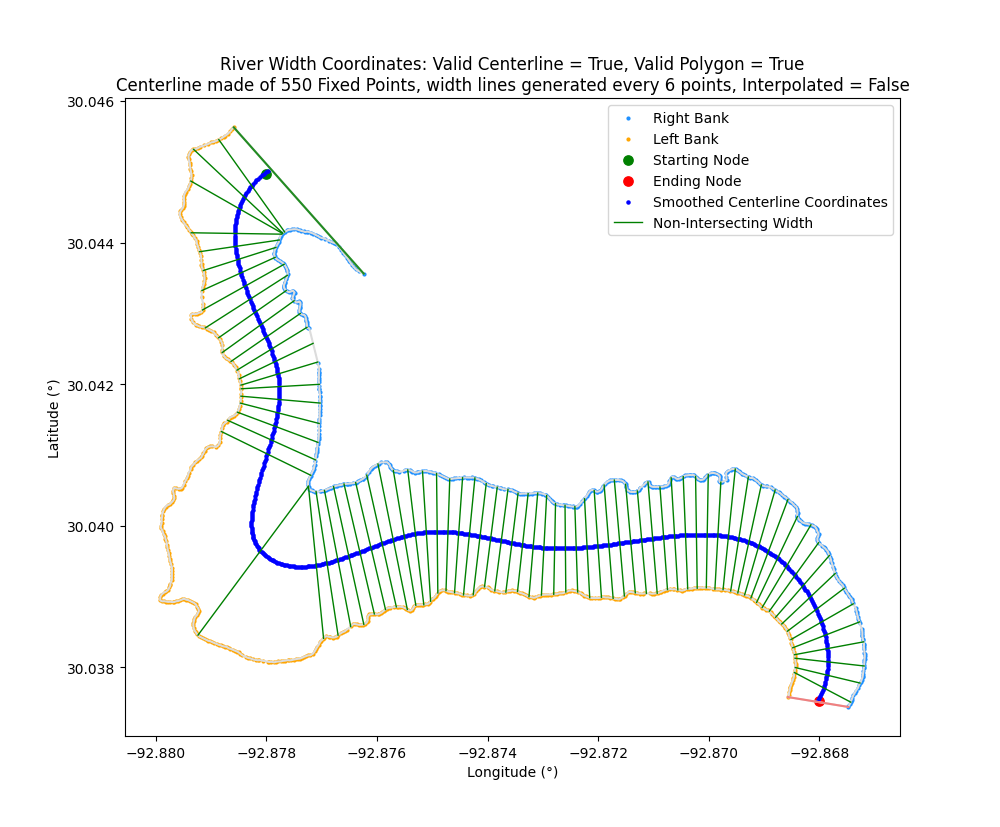 River Width Coordinates: Valid Centerline = True, Valid Polygon = True
Centerline made of 550 Fixed Points, width lines generated every 6 points, Interpolated = False
Right Bank
Left Bank
Starting Node
Ending Node
Smoothed Centerline Coordinates
Non-Intersecting Width
30.046
30.044
30.042
30.040
30.038
Latitude (°)
−92.880
−92.878
−92.876
−92.874
−92.872
−92.870
−92.868
Longitude (°)